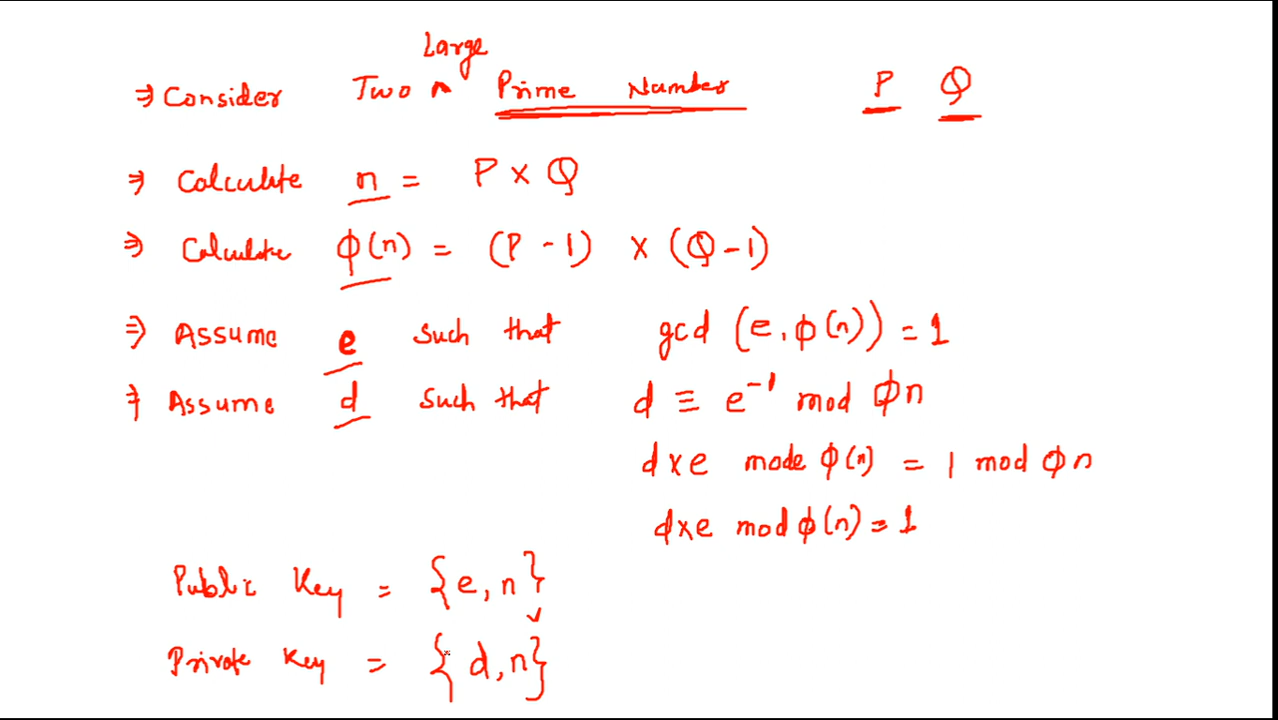 ⇒ Consider Two ^ Large Prime Number P Q
⇒ Calculate n = P × Q
⇒ Calculate ϕ(n) = (P - 1) × (Q - 1)
⇒ Assume e such that gcd (e, ϕ(n)) = 1
⇒ Assume d such that d ≡ e⁻¹ mod ϕn
d×e mode ϕ(n) = 1 mod ϕn
d×e mod ϕ(n) = 1
Public Key = {e, n}
Private Key = {d, n}